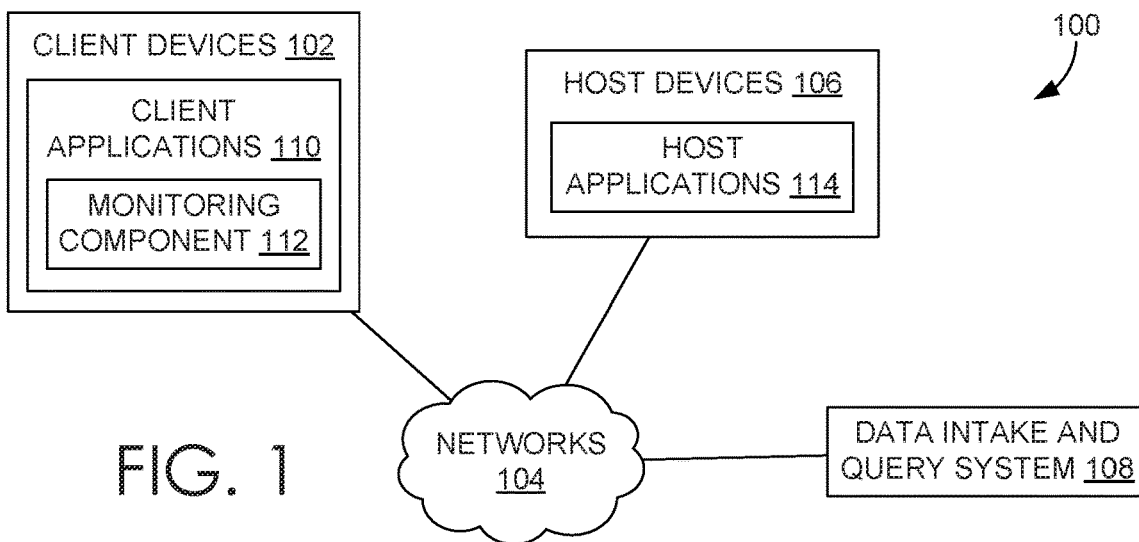 CLIENT DEVICES 102
CLIENT
APPLICATIONS 110
MONITORING
COMPONENT 112
HOST DEVICES 106
HOST
APPLICATIONS 114
100
NETWORKS
104
DATA INTAKE AND
QUERY SYSTEM 108
FIG. 1